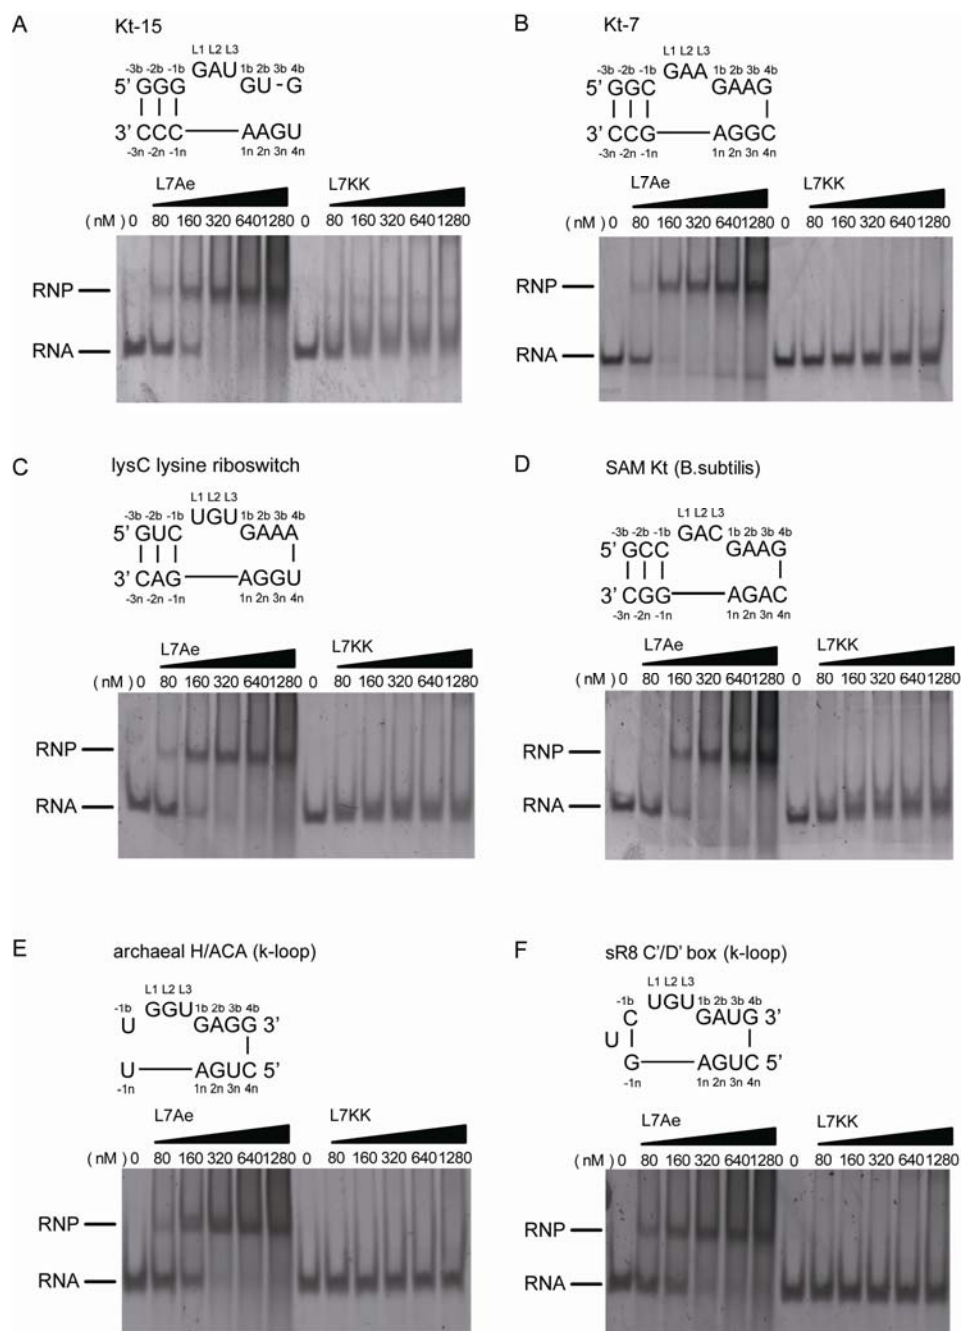 A Kt-15
L1 L2 L3
-3b -2b -1b GAU 1b 2b 3b 4b
5' GGG GU-G
3' CCC AAGU
-3n -2n -1n 1n 2n 3n 4n
L7Ae L7KK
( nM ) 0 80 160 320 640 1280 0 80 160 320 640 1280
RNP
RNA
B Kt-7
L1 L2 L3
-3b -2b -1b GAA 1b 2b 3b 4b
5' GGC GAAG
3' CCG AGGC
-3n -2n -1n 1n 2n 3n 4n
L7Ae L7KK
(nM) 0 80 160 320 640 1280 0 80 160 320 640 1280
RNP
RNA
C lysC lysine riboswitch
L1 L2 L3
-3b -2b -1b UGU 1b 2b 3b 4b
5' GUC GAAA
3' CAG AGGU
-3n -2n -1n 1n 2n 3n 4n
L7Ae L7KK
( nM ) 0 80 160 320 640 1280 0 80 160 320 640 1280
RNP
RNA
D SAM Kt (B.subtilis)
L1 L2 L3
-3b -2b -1b GAC 1b 2b 3b 4b
5' GCC GAAG
3' CGG AGAC
-3n -2n -1n 1n 2n 3n 4n
L7Ae L7KK
( nM ) 0 80 160 320 640 1280 0 80 160 320 640 1280
RNP
RNA
E archaeal H/ACA (k-loop)
L1 L2 L3
-1b GGU 1b 2b 3b 4b
U GAGG 3'
U AGUC 5'
-1n 1n 2n 3n 4n
L7Ae L7KK
(nM ) 0 80 160 320 640 1280 0 80 160 320 640 1280
RNP
RNA
F sR8 C'/D' box (k-loop)
L1 L2 L3
-1b UGU 1b 2b 3b 4b
C GAUG 3'
U
G AGUC 5'
-1n 1n 2n 3n 4n
L7Ae L7KK
(nM ) 0 80 160 320 640 1280 0 80 160 320 640 1280
RNP
RNA